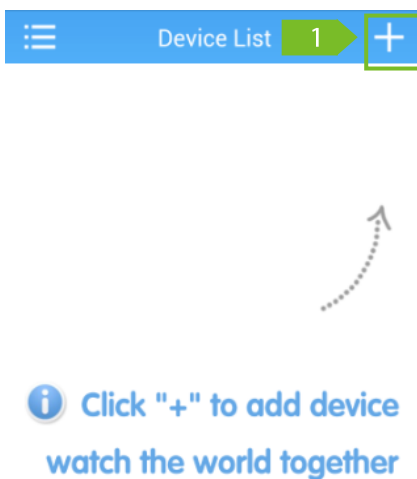 Device List 1 +
Click "+" to add device
watch the world together